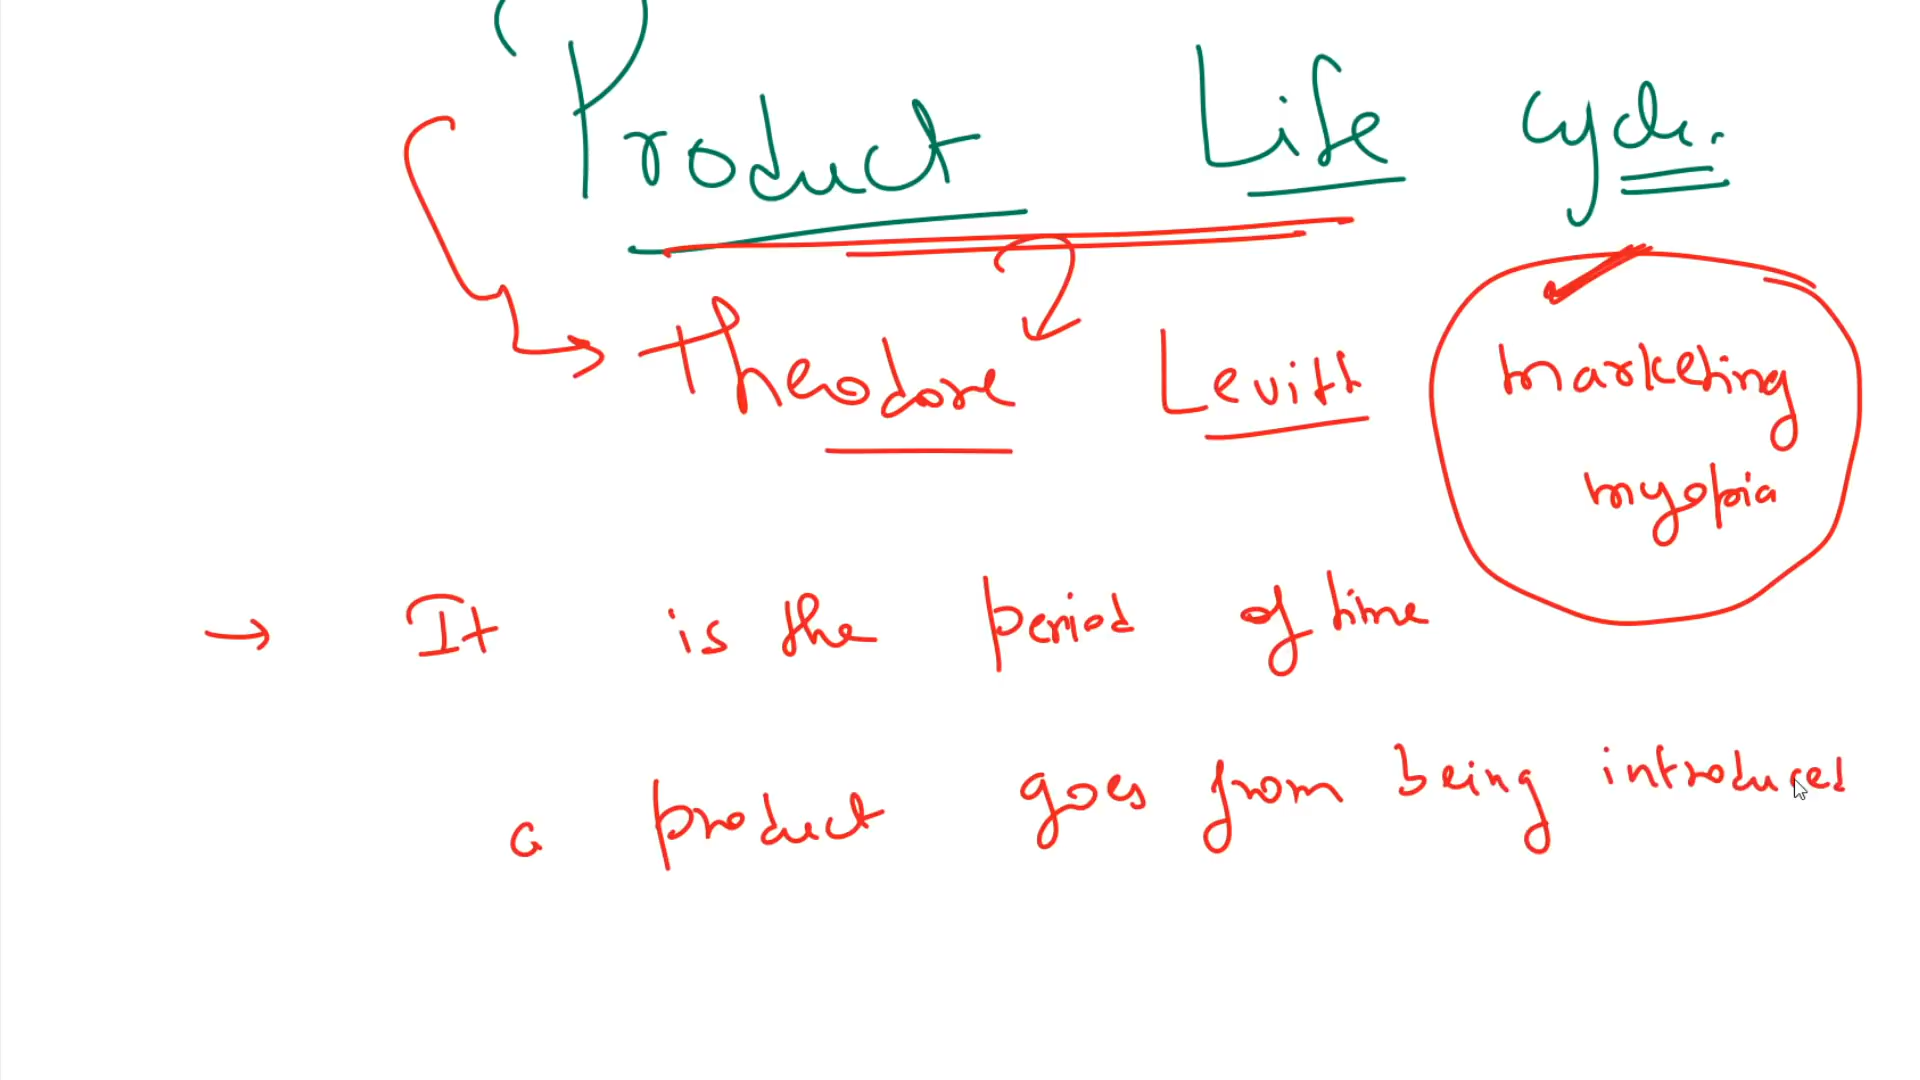 Product Life cycle.
Theodore Levitt
marketing
myopia
→ It is the period of time
a product goes from being introduced